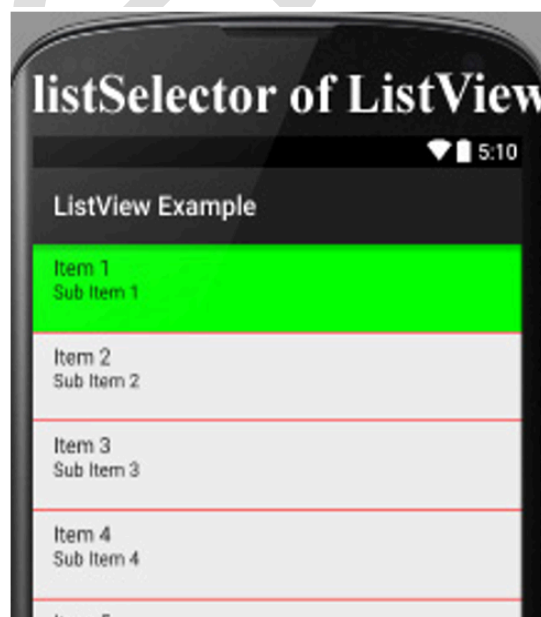 listSelector of ListView
5:10
ListView Example
Item 1
Sub Item 1
Item 2
Sub Item 2
Item 3
Sub Item 3
Item 4
Sub Item 4